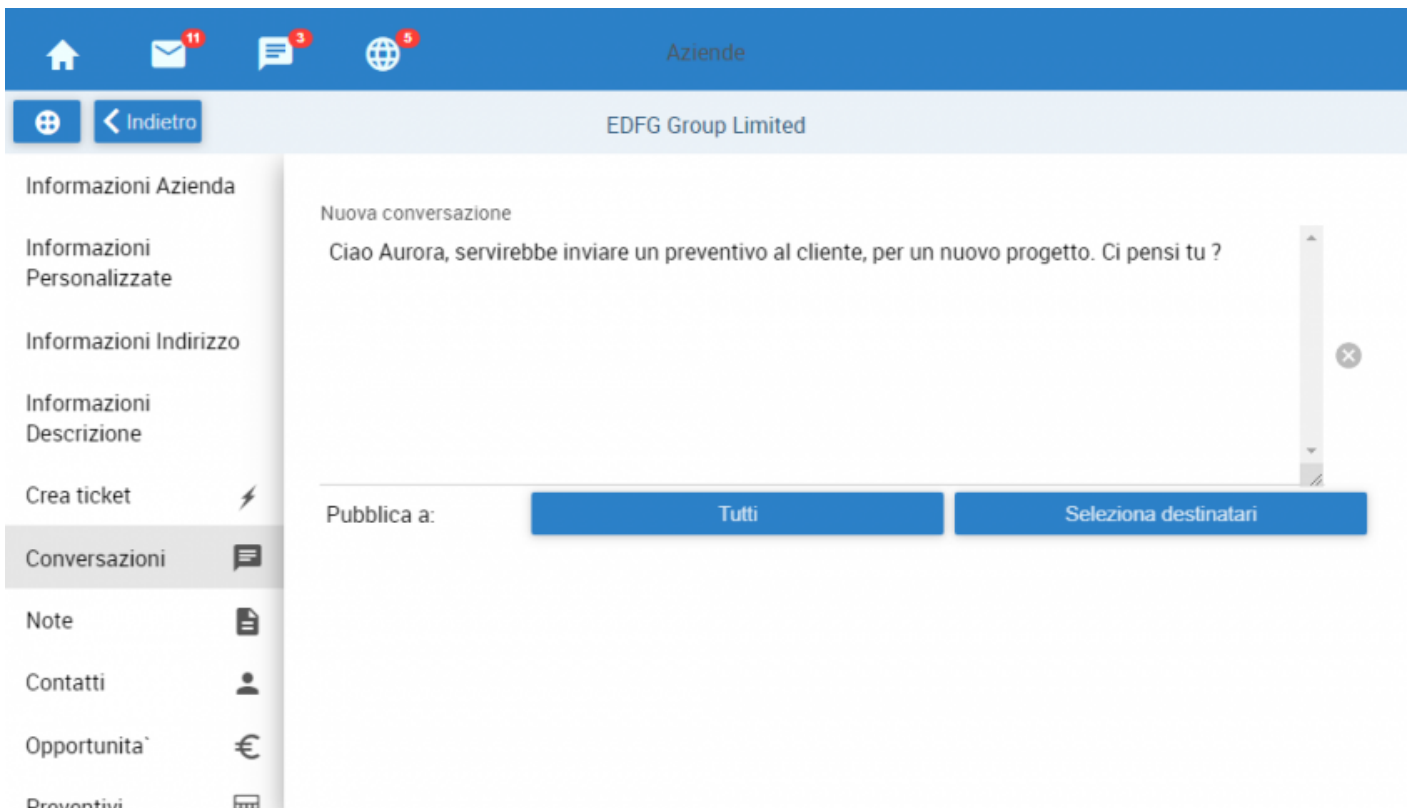 11
3
5
Aziende
Indietro
EDFG Group Limited
Informazioni Azienda
Informazioni
Personalizzate
Informazioni Indirizzo
Informazioni
Descrizione
Crea ticket
Conversazioni
Note
Contatti
Opportunita`
Preventivi
Nuova conversazione
Ciao Aurora, servirebbe inviare un preventivo al cliente, per un nuovo progetto. Ci pensi tu ?
Pubblica a:
Tutti
Seleziona destinatari